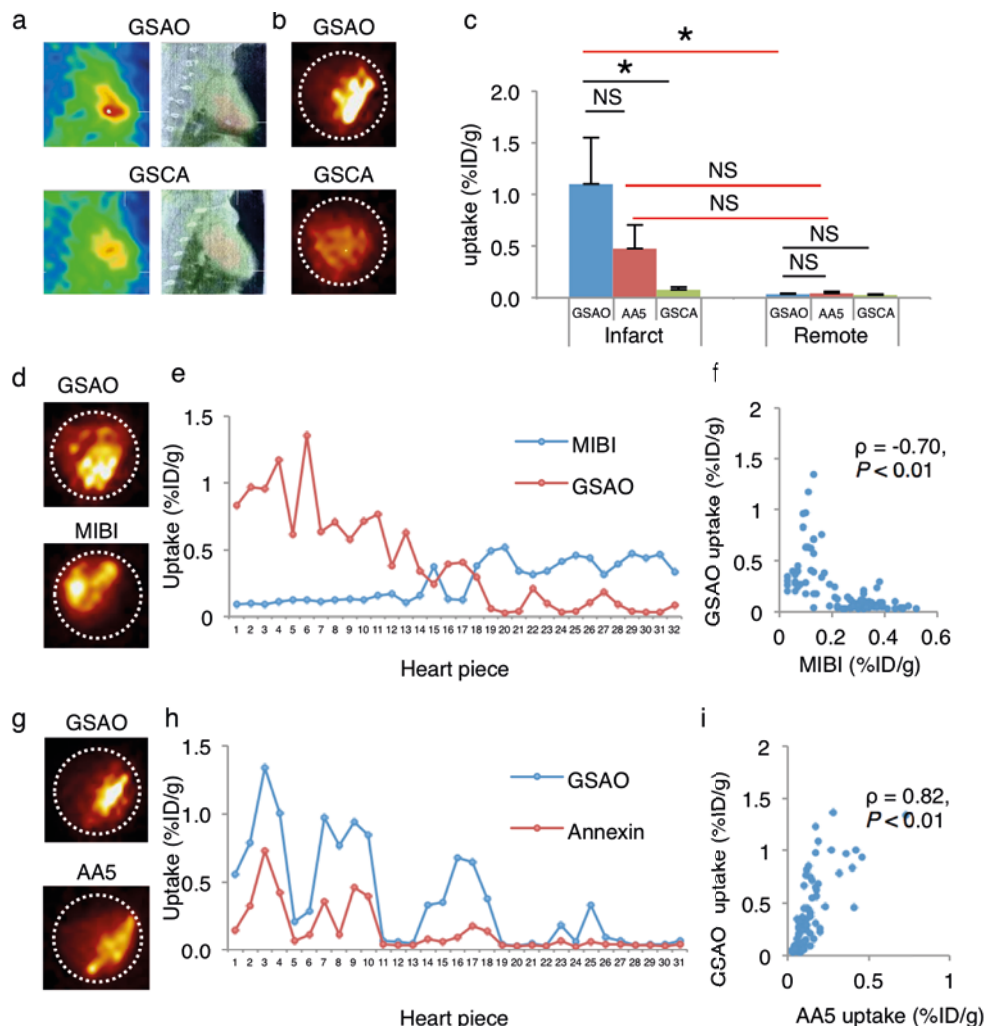 a
GSAO
GSCA
b
c
*
*
NS
NS
NS
NS
NS
uptake (%ID/g)
2.0
1.5
1.0
0.5
0.0
GSAO AA5 GSCA GSAO AA5 GSCA
Infarct Remote
d
GSAO
MIBI
e
Uptake (%ID/g)
1.5
1
0.5
0
MIBI
GSAO
1 2 3 4 5 6 7 8 9 10 11 12 13 14 15 16 17 18 19 20 21 22 23 24 25 26 27 28 29 30 31 32
Heart piece
f
GSAO uptake (%ID/g)
2
1.5
1
0.5
0
ρ = -0.70,
P < 0.01
0 0.2 0.4 0.6
MIBI (%ID/g)
g
GSAO
AA5
h
Uptake (%ID/g)
1.5
1.0
0.5
0.0
GSAO
Annexin
1 2 3 4 5 6 7 8 9 10 11 12 13 14 15 16 17 18 19 20 21 22 23 24 25 26 27 28 29 30 31
Heart piece
i
GSAO uptake (%ID/g)
2
1.5
1
0.5
0
ρ = 0.82,
P < 0.01
0 0.5 1
AA5 uptake (%ID/g)